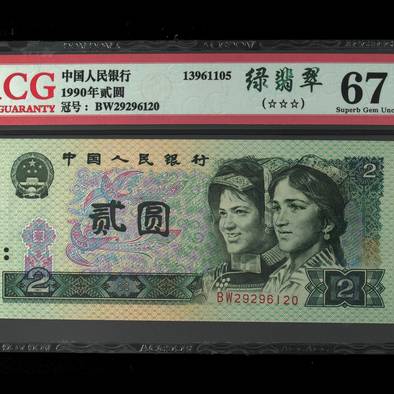 ACG
GUARANTY
中国人民银行
1990年贰圆
冠号：BW29296120
13961105
绿翡翠
(☆☆☆)
67
Superb Gem Unc
中国人民银行
2
贰圆
2
2
BW29296120